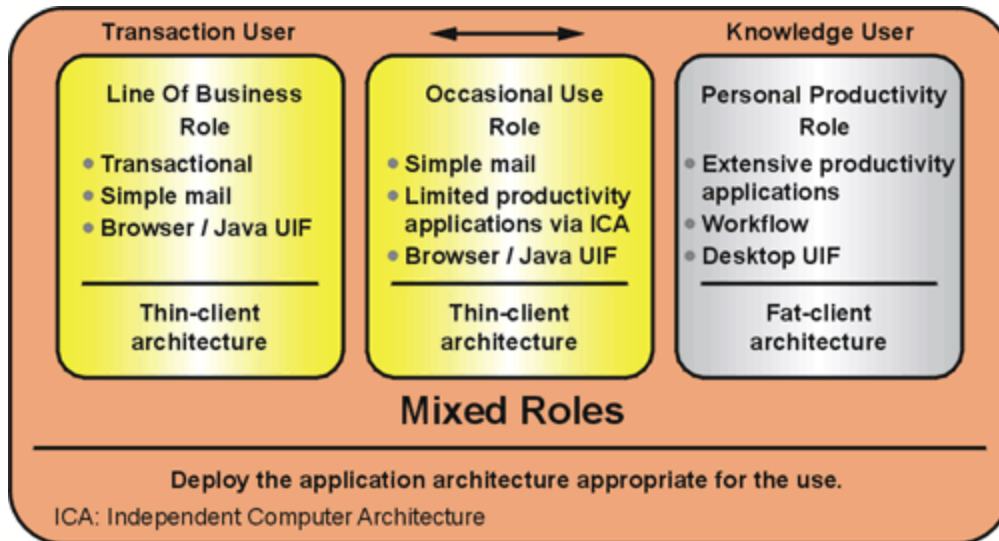 Transaction User
Knowledge User
Line Of Business
Role
• Transactional
• Simple mail
• Browser / Java UIF
Thin-client
architecture
Occasional Use
Role
• Simple mail
• Limited productivity
applications via ICA
• Browser / Java UIF
Thin-client
architecture
Personal Productivity
Role
• Extensive productivity
applications
• Workflow
• Desktop UIF
Fat-client
architecture
Mixed Roles
Deploy the application architecture appropriate for the use.
ICA: Independent Computer Architecture